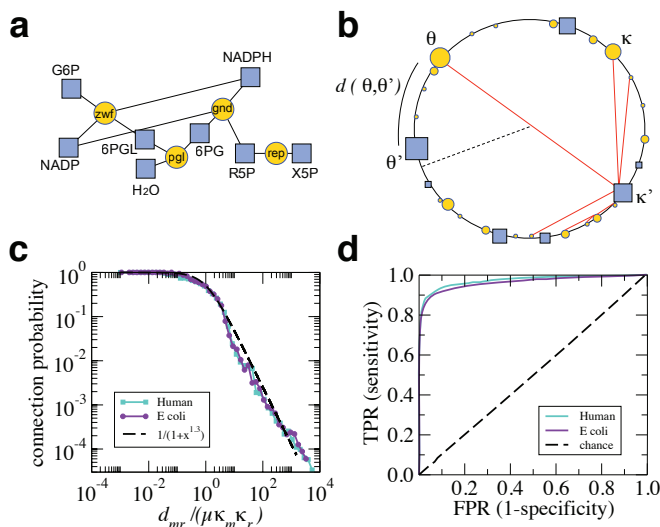 a
NADPH
G6P
zwf
gnd
6PGL
pgl
6PG
rep
NADP
H2O
R5P
X5P
b
θ
κ
d (θ,θ’)
θ’
κ’
c
connection probability
10^0
10^-1
10^-2
10^-3
10^-4
Human
E coli
1/(1+x^1.3)
10^-4
10^-2
10^0
10^2
10^4
d_mr/(μκ_mκ_r)
d
TPR (sensitivity)
1.0
0.8
0.6
0.4
0.2
0.0
Human
E coli
chance
0.2
0.4
0.6
0.8
1.0
FPR (1-specificity)